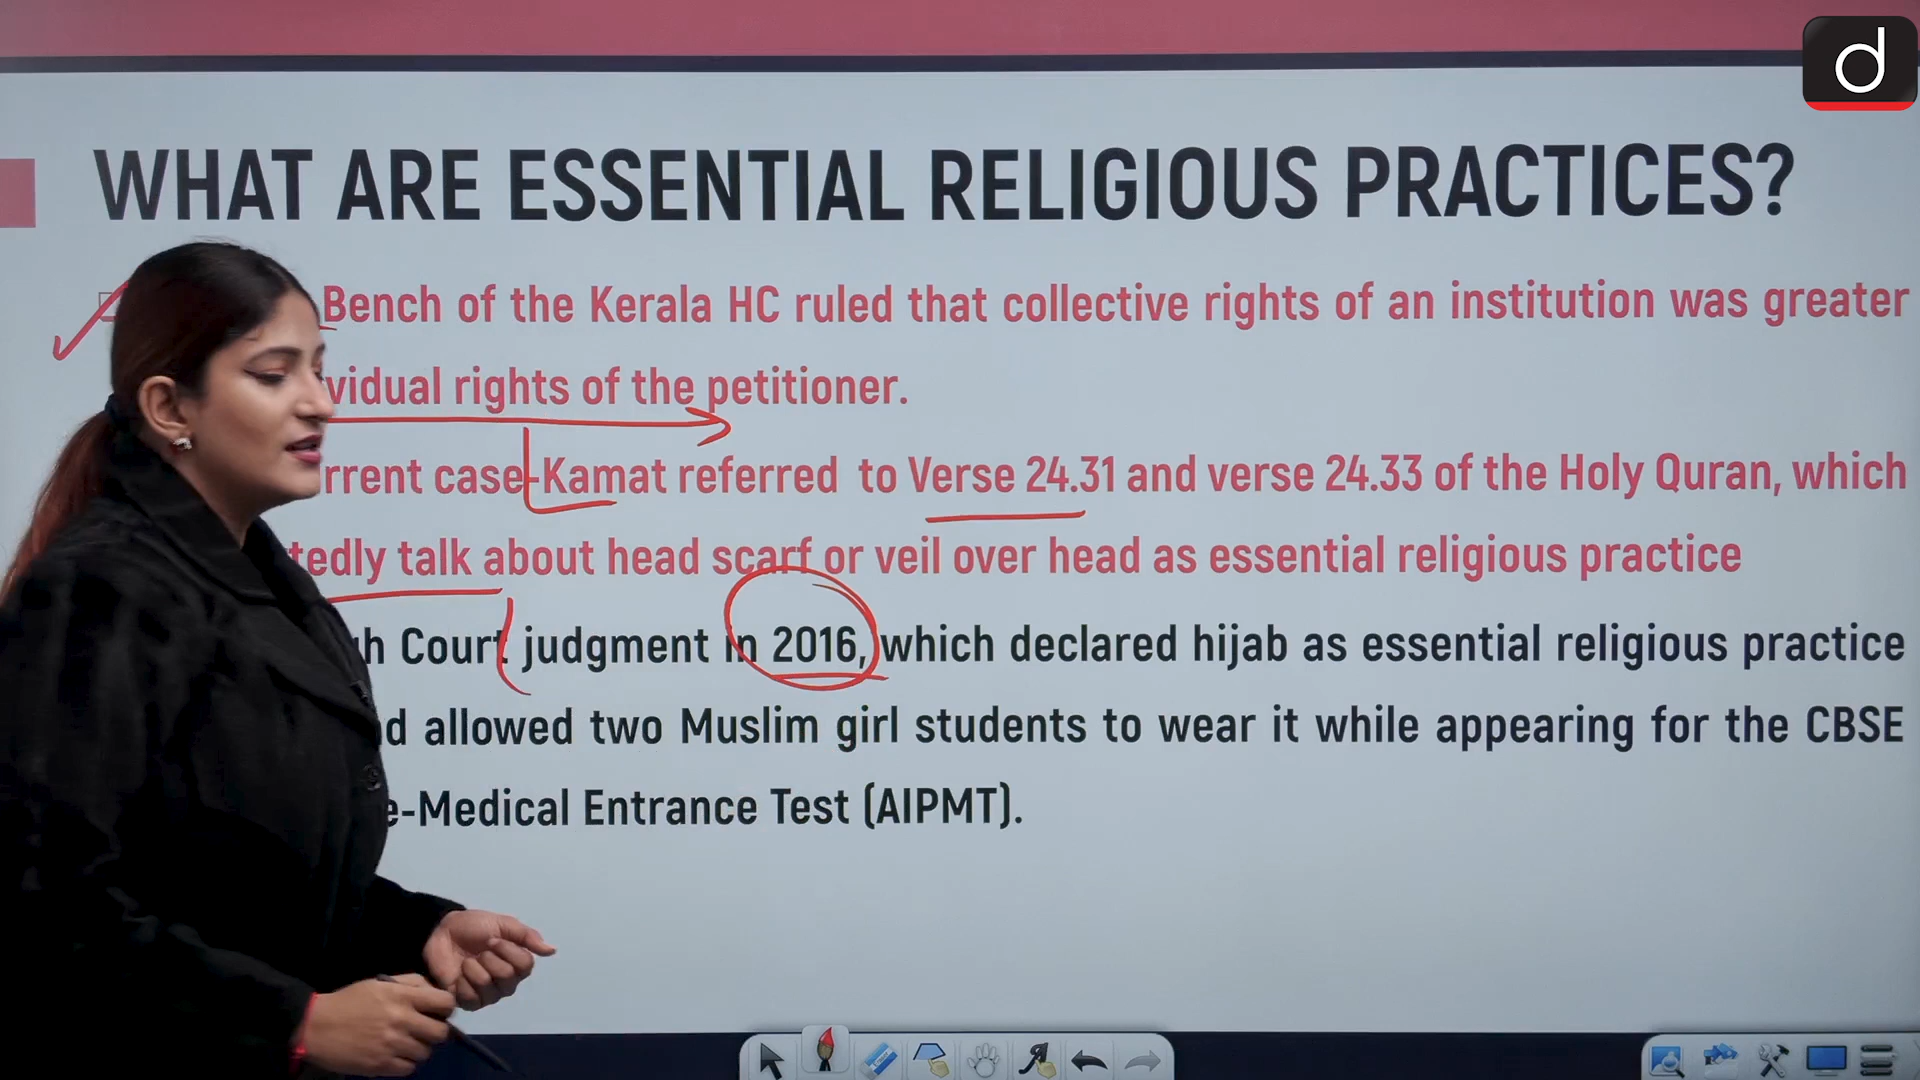 d
WHAT ARE ESSENTIAL RELIGIOUS PRACTICES?
Bench of the Kerala HC ruled that collective rights of an institution was greater
vidual rights of the petitioner.
rrent case-Kamat referred to Verse 24.31 and verse 24.33 of the Holy Quran, which
tedly talk about head scarf or veil over head as essential religious practice
h Court judgment in 2016, which declared hijab as essential religious practice
d allowed two Muslim girl students to wear it while appearing for the CBSE
e-Medical Entrance Test (AIPMT).